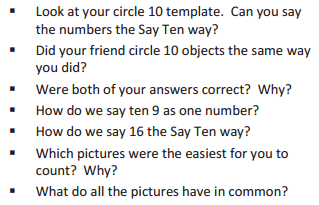 ▪ Look at your circle 10 template.  Can you say
the numbers the Say Ten way?
▪ Did your friend circle 10 objects the same way
you did?
▪ Were both of your answers correct?  Why?
▪ How do we say ten 9 as one number?
▪ How do we say 16 the Say Ten way?
▪ Which pictures were the easiest for you to
count?  Why?
▪ What do all the pictures have in common?